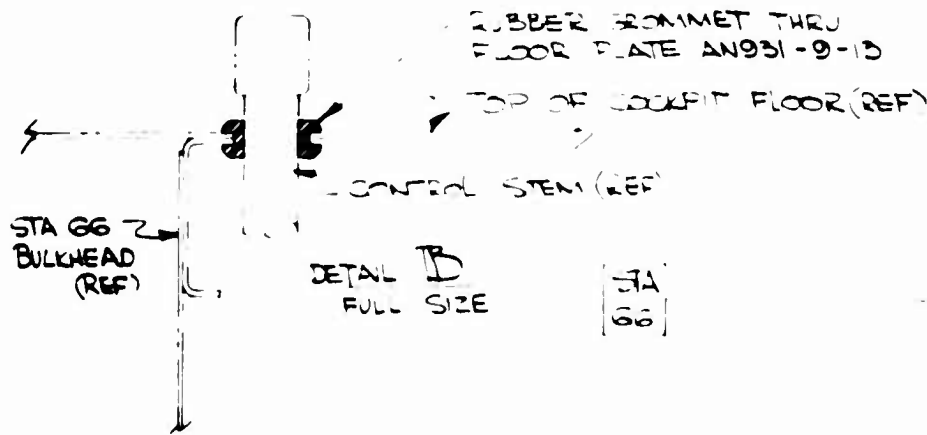 RUBBER GROMMET THRU
FLOOR PLATE AN931-9-13
TOP OF COCKPIT FLOOR (REF)
CONTROL STEM (REF)
STA 66
BULKHEAD
(REF)
DETAIL B
FULL SIZE
STA
66